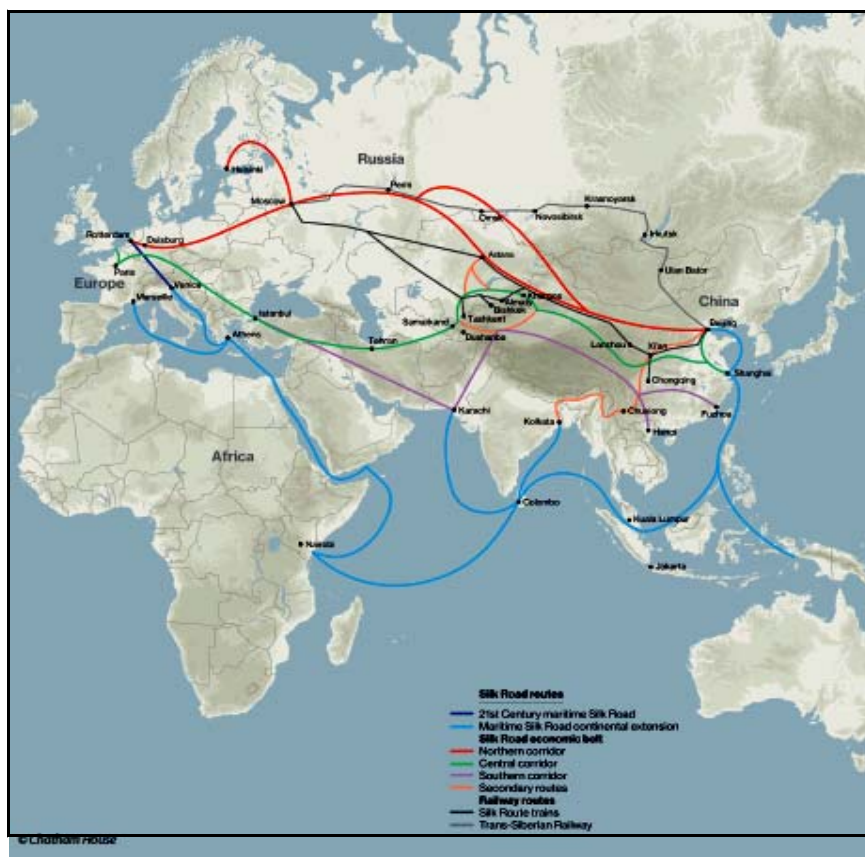 Helsinki
Russia
Perm
Moscow
Omsk
Novosibisk
Krasnoyarsk
Irkutsk
Rotterdam
Duisburg
Astana
Ulan Bator
Paris
Europe
Venice
Marseille
Khorgos
Almaty
Bishkek
China
Beijing
Istanbul
Tashkent
Samarkand
Athens
Tehran
Dushanbe
Lanzhou
Xi'an
Shanghai
Chongqing
Karachi
Kolkata
Fuzhou
Hanoi
Africa
Colombo
Kuala Lumpur
Jakarta
Silk Road routes
21st Century maritime Silk Road
Maritime Silk Road continental extension
Silk Road economic belt
Northern corridor
Central corridor
Southern corridor
Secondary routes
Railway routes
Silk Route trains
Trans-Siberian Railway
© Chatham House